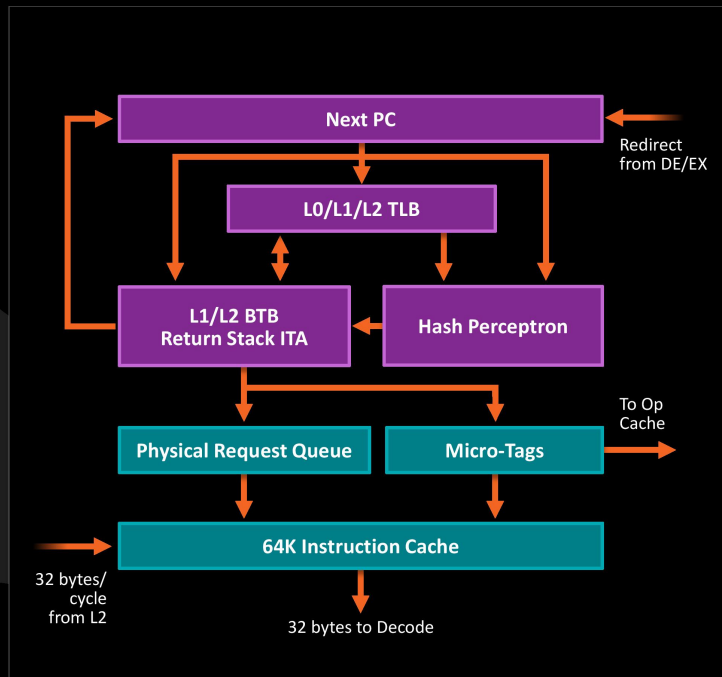 Next PC
Redirect
from DE/EX
L0/L1/L2 TLB
L1/L2 BTB
Return Stack ITA
Hash Perceptron
To Op
Cache
Physical Request Queue
Micro-Tags
64K Instruction Cache
32 bytes/
cycle
from L2
32 bytes to Decode